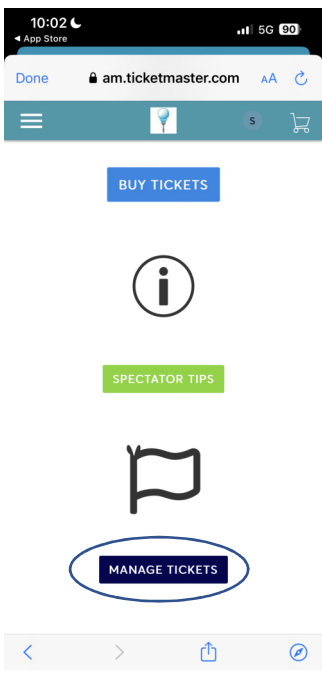 10:02
5G 90
◀ App Store
Done am.ticketmaster.com AA
S
BUY TICKETS
i
SPECTATOR TIPS
MANAGE TICKETS